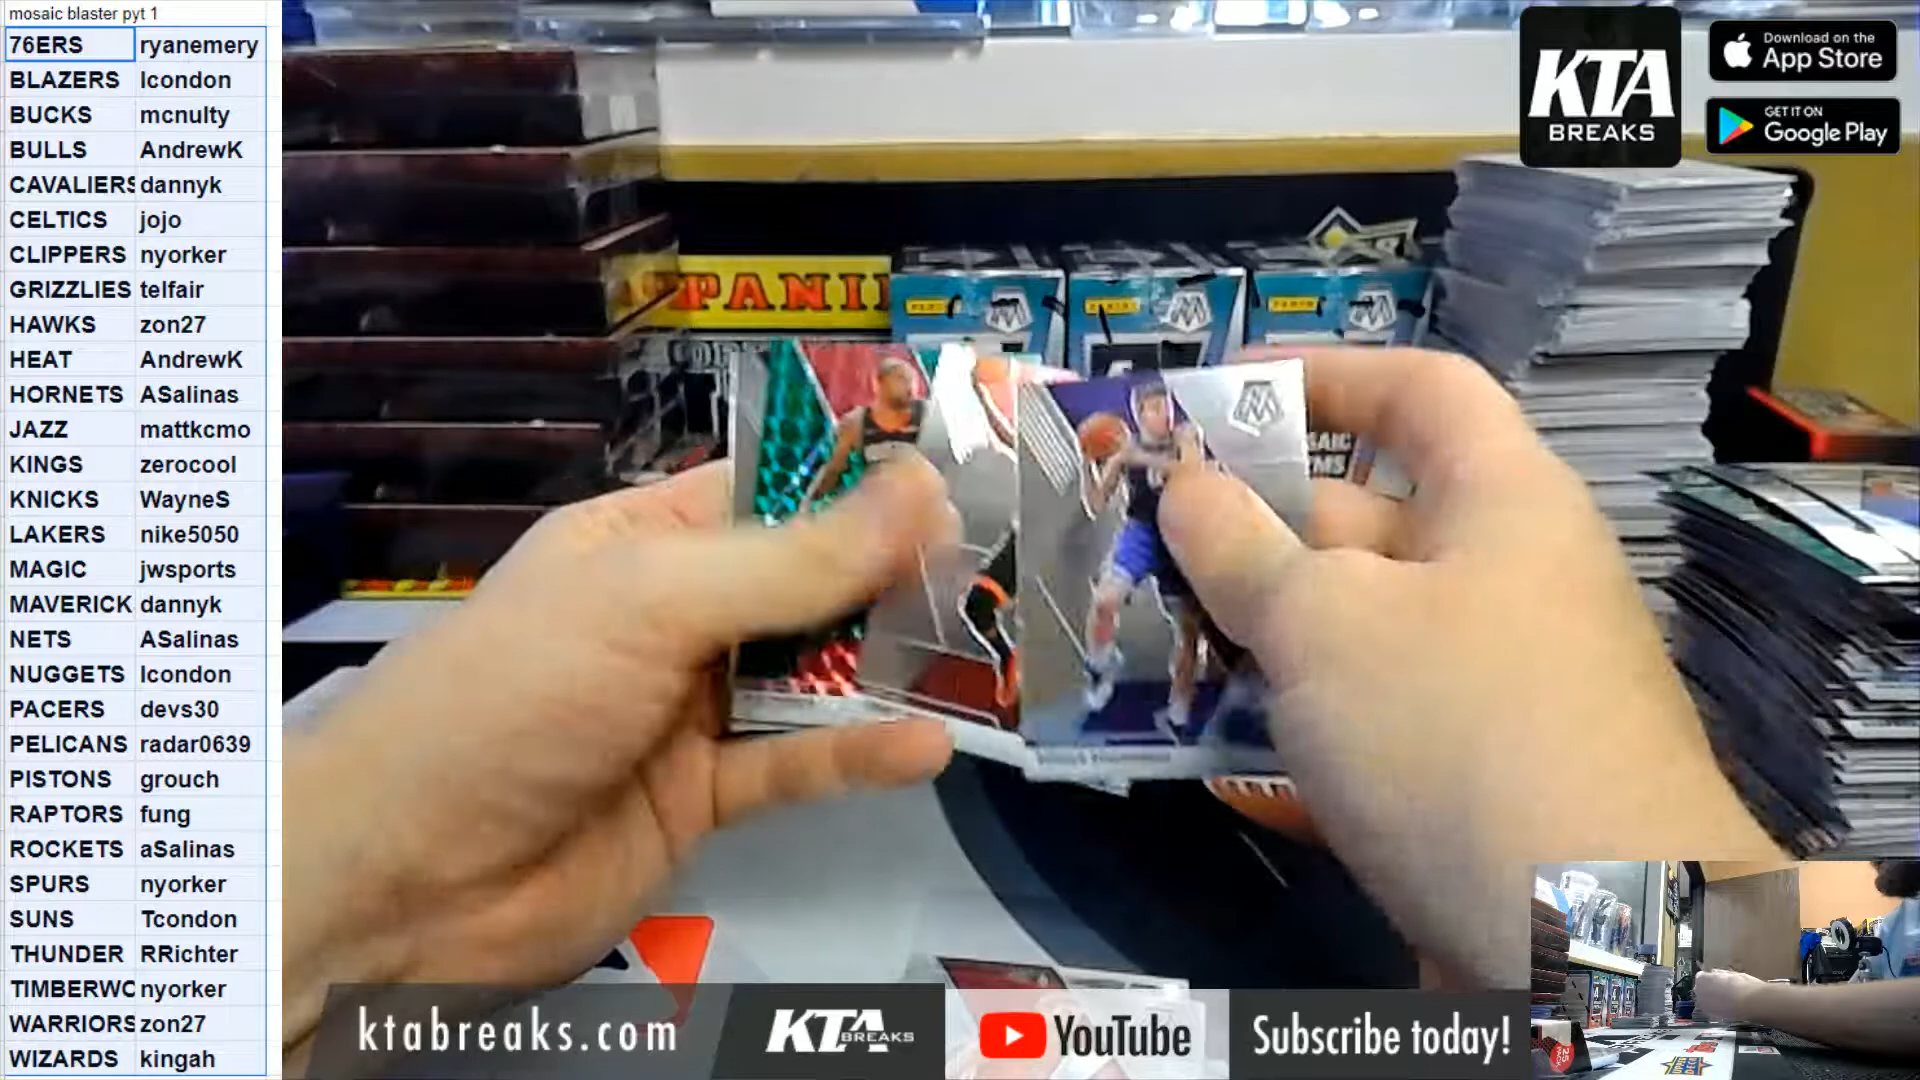 mosaic blaster pyt 1
76ERS ryanemery
BLAZERS lcondon
BUCKS mcnulty
BULLS AndrewK
CAVALIERS dannyk
CELTICS jojo
CLIPPERS nyorker
GRIZZLIES telfair
HAWKS zon27
HEAT AndrewK
HORNETS ASalinas
JAZZ mattkcmo
KINGS zerocool
KNICKS WayneS
LAKERS nike5050
MAGIC jwsports
MAVERICK dannyk
NETS ASalinas
NUGGETS lcondon
PACERS devs30
PELICANS radar0639
PISTONS grouch
RAPTORS fung
ROCKETS aSalinas
SPURS nyorker
SUNS Tcondon
THUNDER RRichter
TIMBERWO nyorker
WARRIORS zon27
WIZARDS kingah
KTA
BREAKS
Download on the
App Store
GET IT ON
Google Play
PANI
PANINI
PANINI
PANINI
ktabreaks.com
KTA BREAKS
YouTube
Subscribe today!